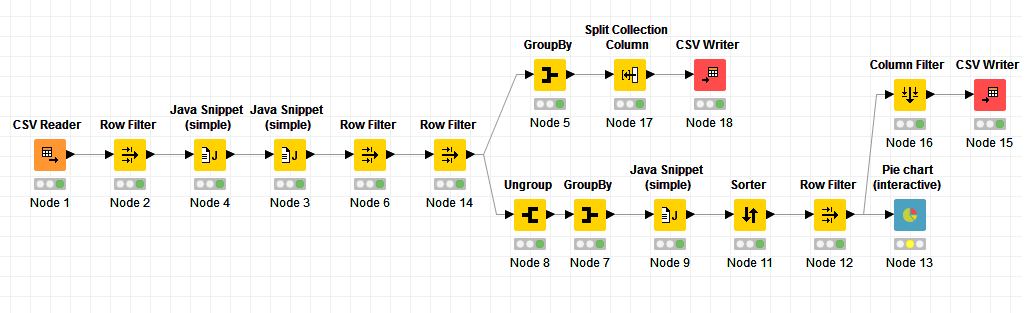 Split Collection
GroupBy
Column
CSV Writer
Column Filter
CSV Writer
Node 5
Node 17
Node 18
CSV Reader
Row Filter
Java Snippet
(simple)
Java Snippet
(simple)
Row Filter
Row Filter
J
J
Node 16
Node 15
Node 1
Node 2
Node 4
Node 3
Node 6
Node 14
Ungroup
GroupBy
Java Snippet
(simple)
Sorter
Row Filter
Pie chart
(interactive)
J
Node 8
Node 7
Node 9
Node 11
Node 12
Node 13